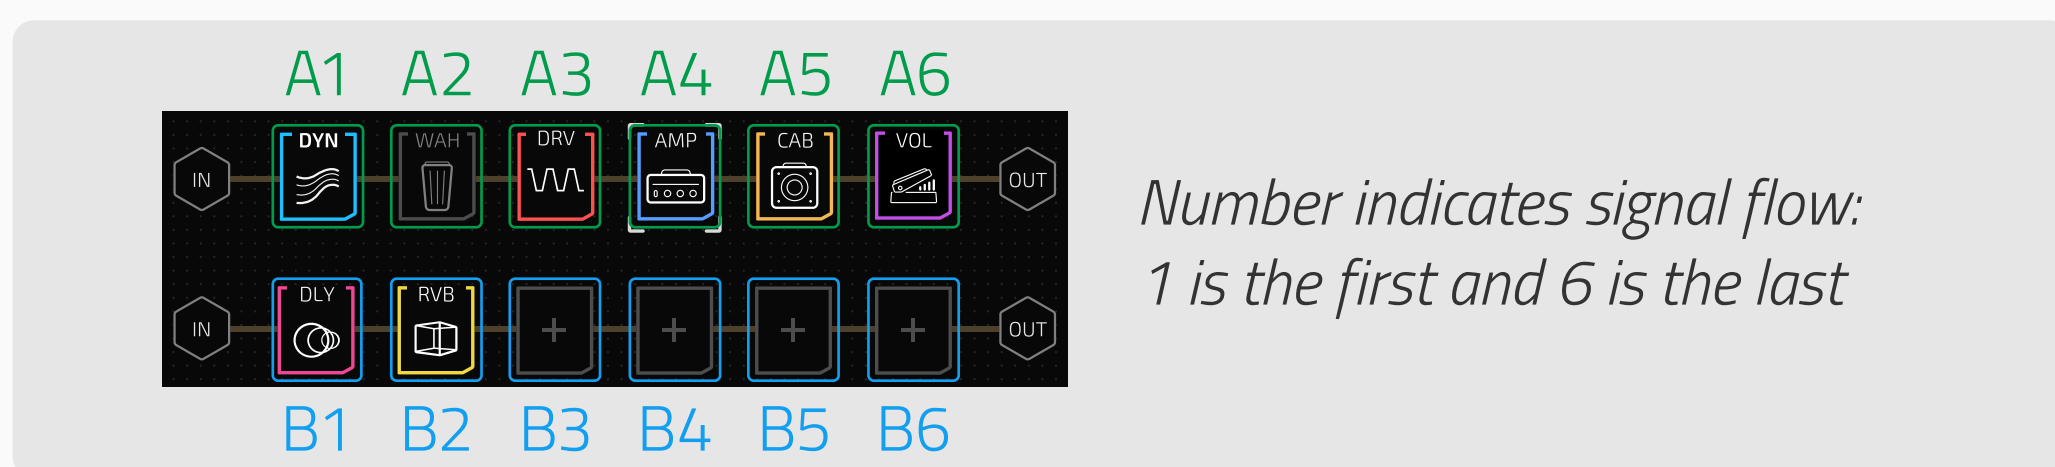 A1 A2 A3 A4 A5 A6
IN DYN WAH DRV AMP CAB VOL OUT
IN DLY RVB + + + + OUT
B1 B2 B3 B4 B5 B6
Number indicates signal flow:
1 is the first and 6 is the last